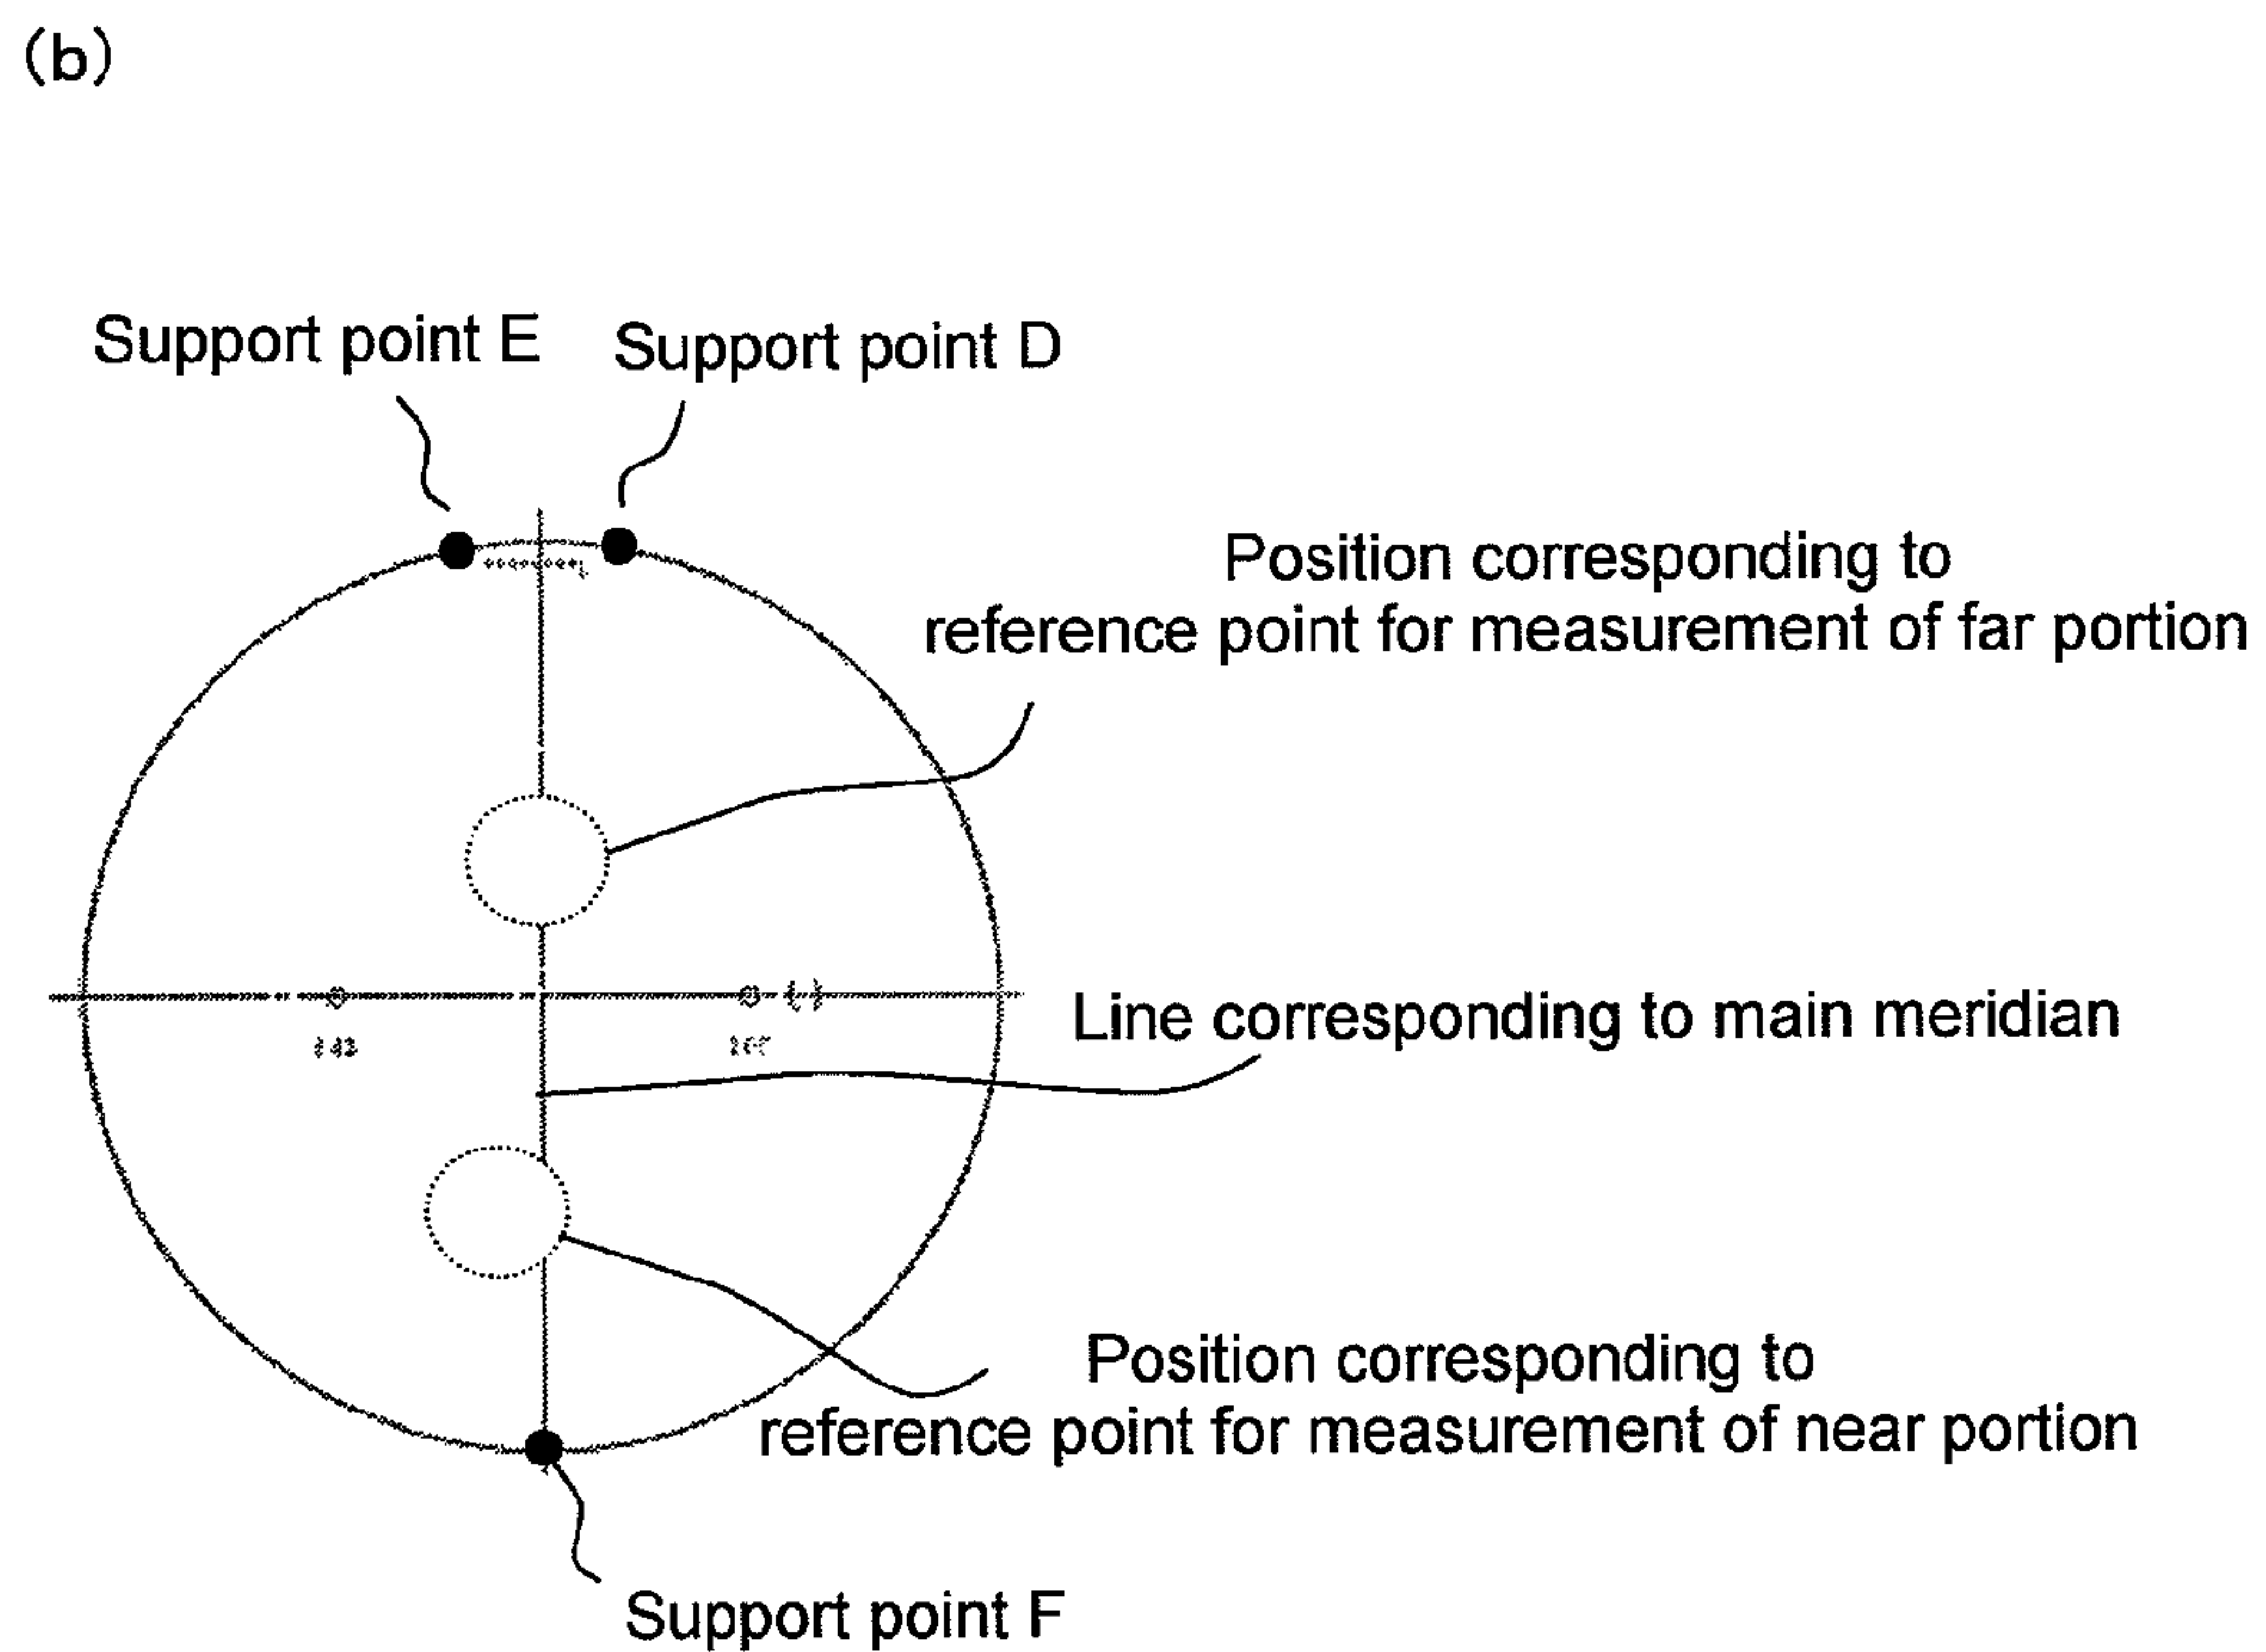 (b)
Support point E
Support point D
Position corresponding to
reference point for measurement of far portion
Line corresponding to main meridian
Position corresponding to
reference point for measurement of near portion
Support point F